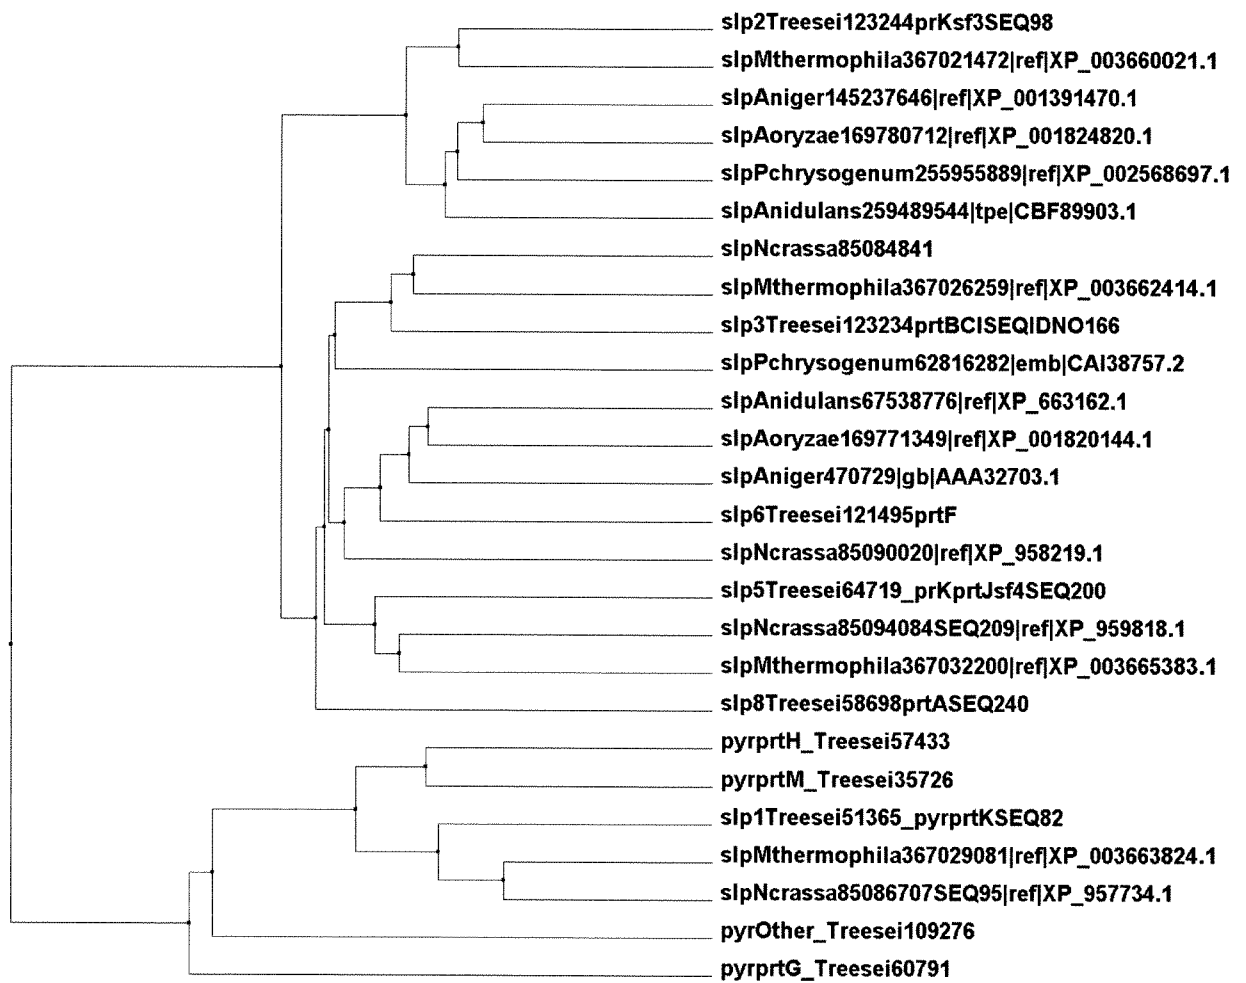 slp2Treesei123244prKsf3SEQ98
slpMthermophila367021472|ref|XP_003660021.1
slpAniger145237646|ref|XP_001391470.1
slpAoryzae169780712|ref|XP_001824820.1
slpPchrysogenum255955889|ref|XP_002568697.1
slpAnidulans259489544|tpe|CBF89903.1
slpNcrassa85084841
slpMthermophila367026259|ref|XP_003662414.1
slp3Treesei123234prtBCISEQIDNO166
slpPchrysogenum62816282|emb|CAI38757.2
slpAnidulans67538776|ref|XP_663162.1
slpAoryzae169771349|ref|XP_001820144.1
slpAniger470729|gb|AAA32703.1
slp6Treesei121495prtF
slpNcrassa85090020|ref|XP_958219.1
slp5Treesei64719_prKprtJsf4SEQ200
slpNcrassa85094084SEQ209|ref|XP_959818.1
slpMthermophila367032200|ref|XP_003665383.1
slp8Treesei58698prtASEQ240
pyrprtH_Treesei57433
pyrprtM_Treesei35726
slp1Treesei51365_pyrprtKSEQ82
slpMthermophila367029081|ref|XP_003663824.1
slpNcrassa85086707SEQ95|ref|XP_957734.1
pyrOther_Treesei109276
pyrprtG_Treesei60791